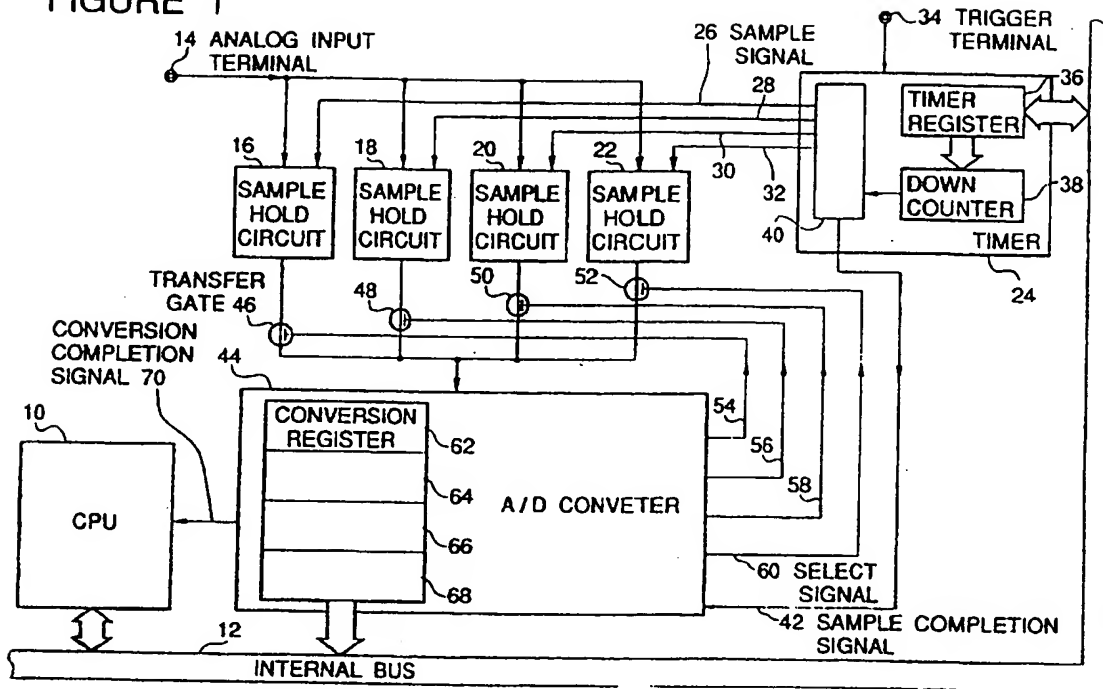 FIGURE 1
14 ANALOG INPUT
TERMINAL
26 SAMPLE
SIGNAL
28
30
32
34 TRIGGER
TERMINAL
36
TIMER
REGISTER
DOWN
COUNTER
38
40
TIMER
24
16
SAMPLE
HOLD
CIRCUIT
18
SAMPLE
HOLD
CIRCUIT
20
SAMPLE
HOLD
CIRCUIT
22
SAMPLE
HOLD
CIRCUIT
TRANSFER
GATE 46
48
50
52
CONVERSION
COMPLETION
SIGNAL 70
44
10
CPU
CONVERSION
REGISTER
62
64
66
68
A/D CONVETER
54
56
58
60 SELECT
SIGNAL
42 SAMPLE COMPLETION
SIGNAL
12
INTERNAL BUS